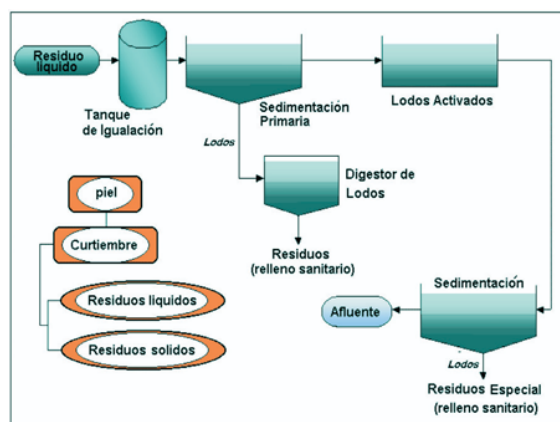 Residuo
líquido
Tanque
de Igualación
Sedimentación
Primaria
Lodos Activados
Lodos
Digestor de
Lodos
Residuos
(relleno sanitario)
piel
Curtiembre
Residuos liquidos
Residuos solidos
Sedimentación
Afluente
Lodos
Residuos Especial
(relleno sanitario)